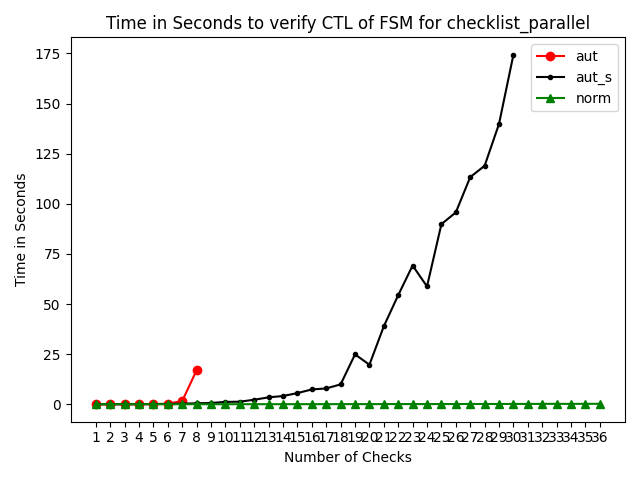 Time in Seconds to verify CTL of FSM for checklist_parallel
aut
aut_s
norm
Time in Seconds
175
150
125
100
75
50
25
0
1 2 3 4 5 6 7 8 9 10 11 12 13 14 15 16 17 18 19 20 21 22 23 24 25 26 27 28 29 30 31 32 33 34 35 36
Number of Checks